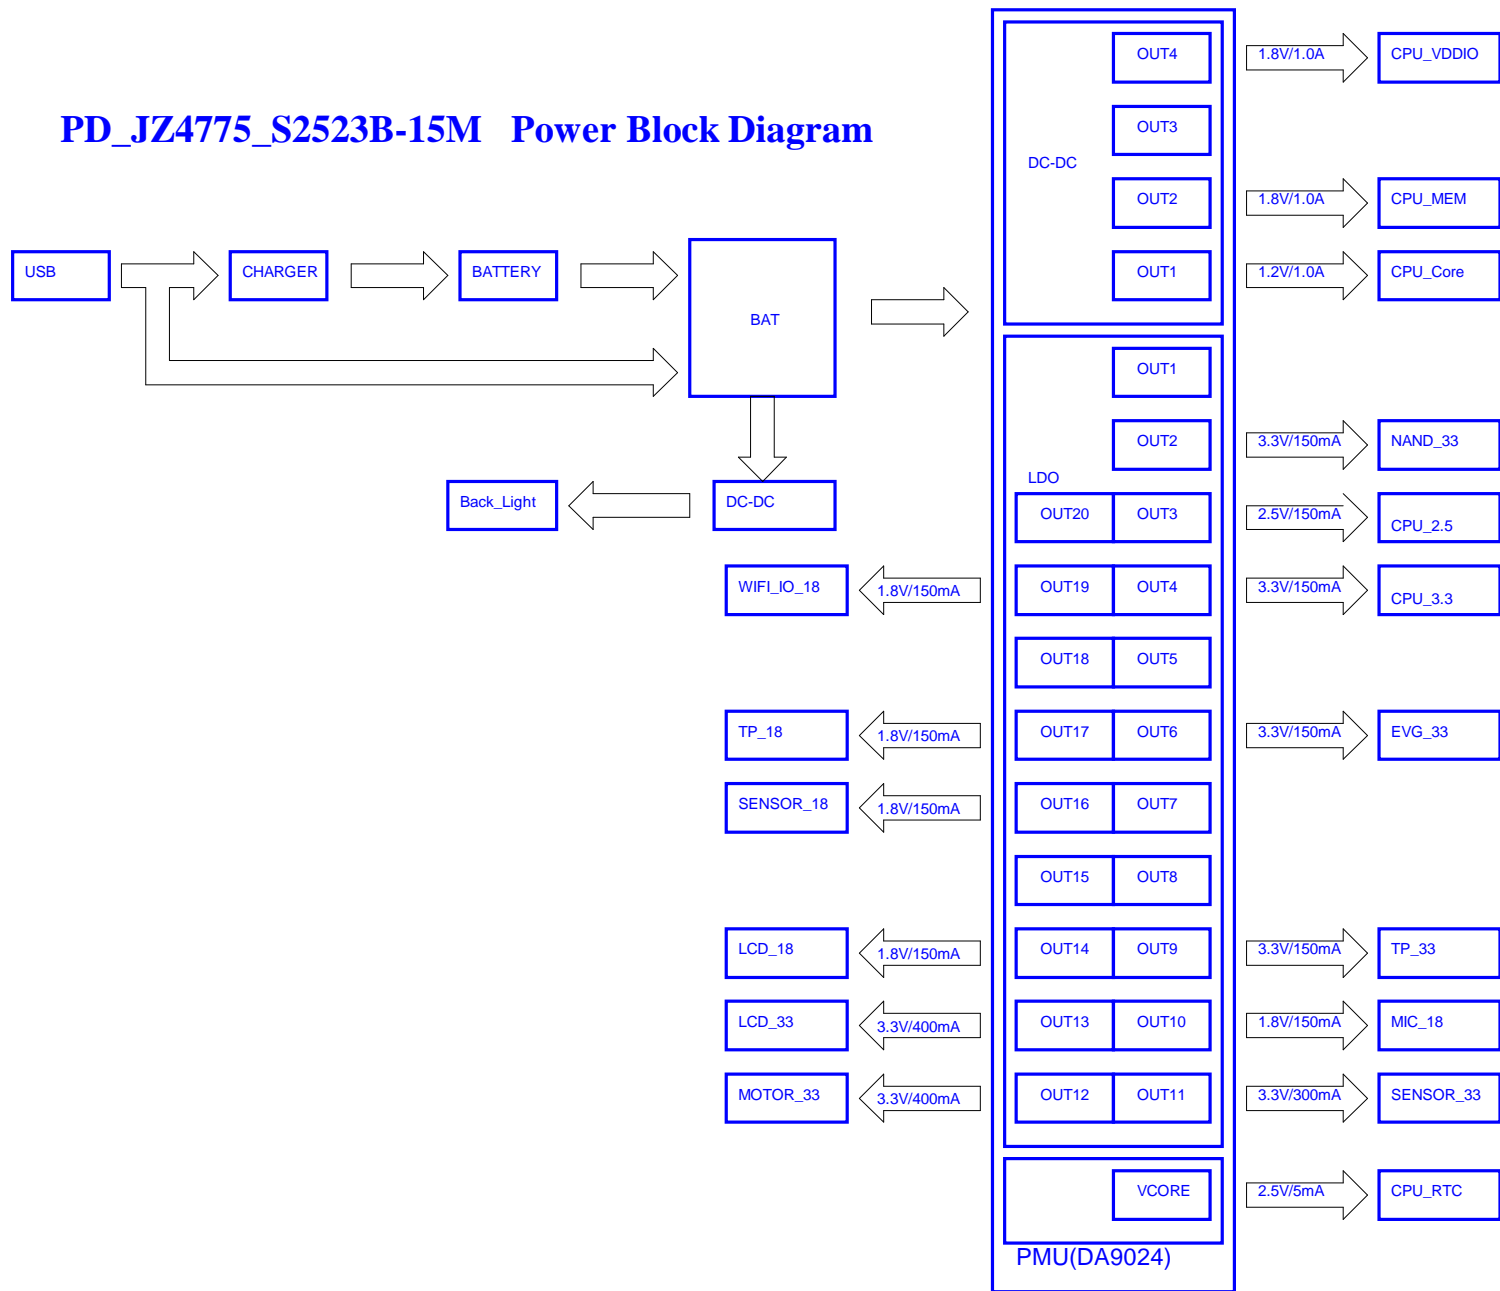 OUT4 1.8V/1.0A CPU_VDDIO
PD_JZ4775_S2523B-15M Power Block Diagram
OUT3
DC-DC
OUT2 1.8V/1.0A CPU_MEM
USB CHARGER BATTERY OUT1 1.2V/1.0A CPU_Core
BAT
OUT1
OUT2 3.3V/150mA NAND_33
LDO
Back_Light DC-DC OUT20 OUT3 2.5V/150mA CPU_2.5
WIFI_IO_18 1.8V/150mA OUT19 OUT4 3.3V/150mA CPU_3.3
OUT18 OUT5
TP_18 1.8V/150mA OUT17 OUT6 3.3V/150mA EVG_33
SENSOR_18 1.8V/150mA OUT16 OUT7
OUT15 OUT8
LCD_18 1.8V/150mA OUT14 OUT9 3.3V/150mA TP_33
LCD_33 3.3V/400mA OUT13 OUT10 1.8V/150mA MIC_18
MOTOR_33 3.3V/400mA OUT12 OUT11 3.3V/300mA SENSOR_33
VCORE 2.5V/5mA CPU_RTC
PMU(DA9024)